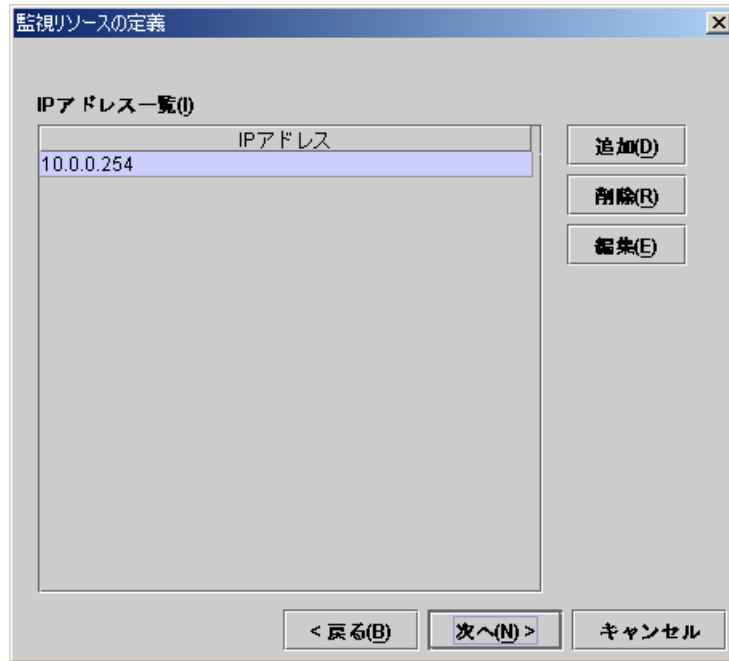 監視リソースの定義
IPアドレス一覧(I)
IPアドレス
10.0.0.254
追加(D)
削除(R)
編集(E)
< 戻る(B)
次へ(N) >
キャンセル